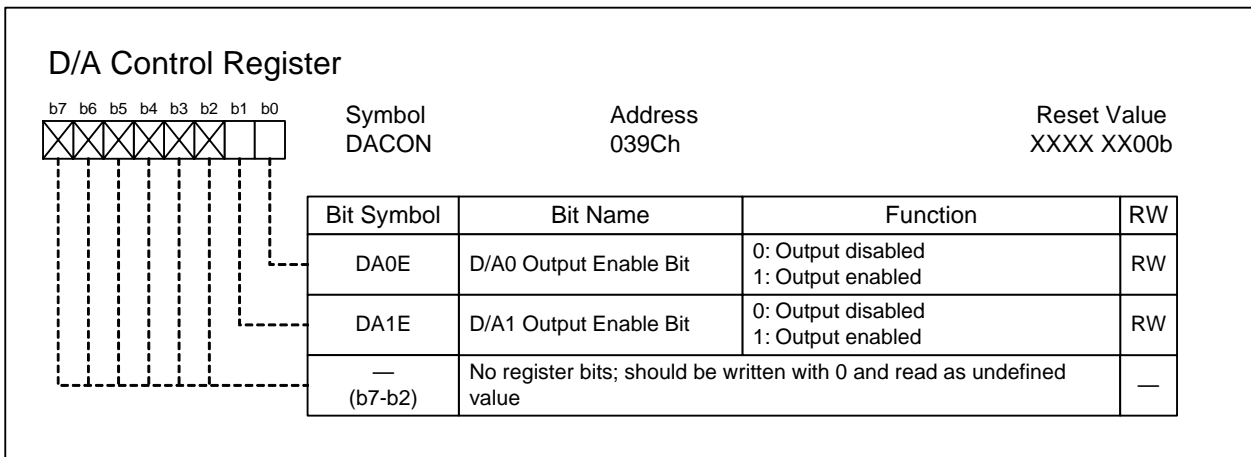 D/A Control Register
b7 b6 b5 b4 b3 b2 b1 b0
Symbol Address Reset Value
DACON 039Ch XXXX XX00b
Bit Symbol Bit Name Function RW
DA0E D/A0 Output Enable Bit 0: Output disabled
1: Output enabled RW
DA1E D/A1 Output Enable Bit 0: Output disabled
1: Output enabled RW
—
(b7-b2) No register bits; should be written with 0 and read as undefined
value —